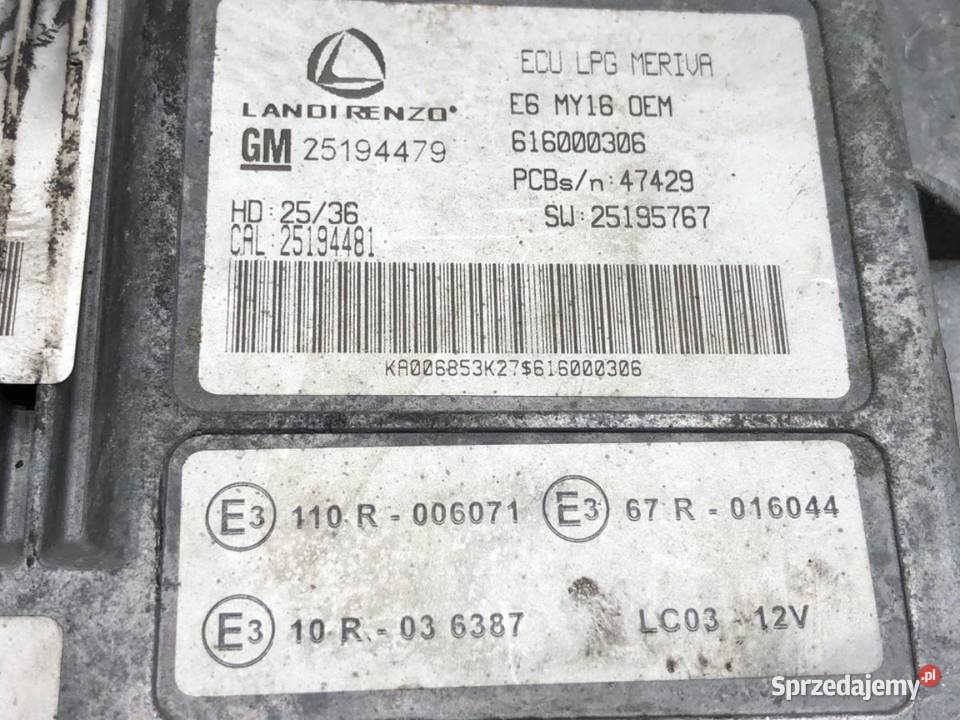 LANDIRENZO®
GM 25194479
HD:25/36
CAL:25194481
ECU LPG MERIVA
E6 MY16 OEM
616000306
PCBs/n:47429
SW:25195767
KA006853K27$616000306
E3 110 R - 006071
E3 67 R - 016044
E3 10 R - 03 6387
LC03 - 12V
Sprzedajemy.pl